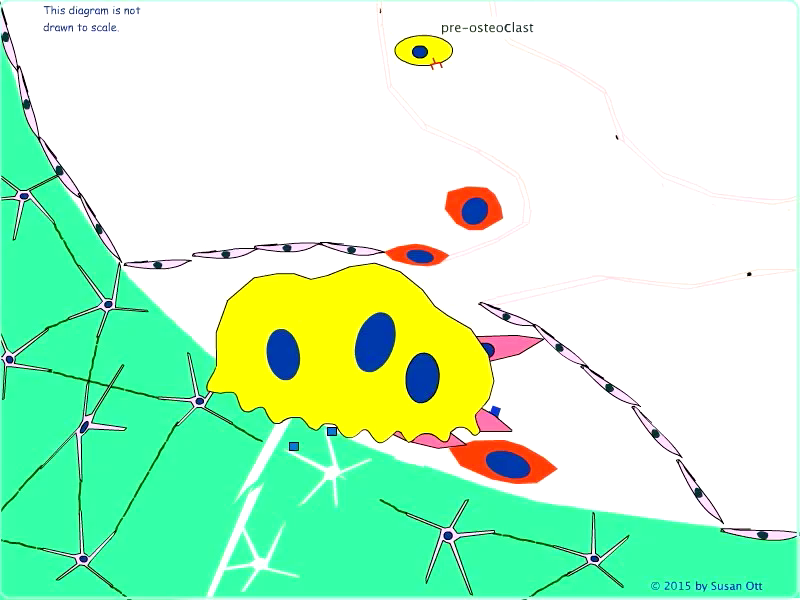 This diagram is not
drawn to scale.
pre-osteoclast
© 2015 by Susan Ott